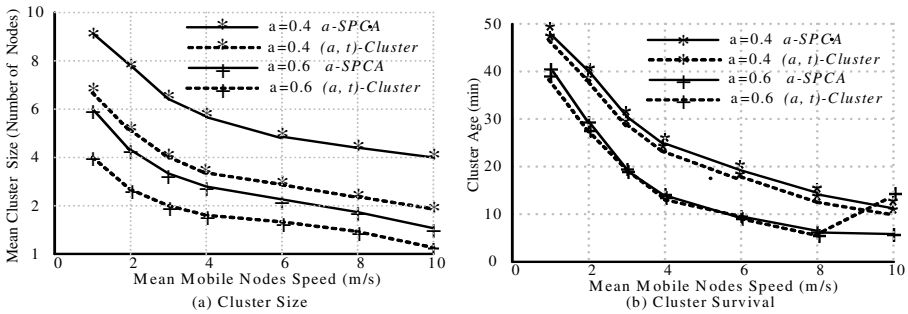 Mean Cluster Size (Number of Nodes)
10
8
6
4
2
1
a=0.4 a-SPCA
a=0.4 (a, t)-Cluster
a=0.6 a-SPCA
a=0.6 (a, t)-Cluster
0 2 4 6 8 10
Mean Mobile Nodes Speed (m/s)
(a) Cluster Size
Cluster Age (min)
50
40
30
20
10
0
a=0.4 a-SPCA
a=0.4 (a, t)-Cluster
a=0.6 a-SPCA
a=0.6 (a, t)-Cluster
0 2 4 6 8 10
Mean Mobile Nodes Speed (m/s)
(b) Cluster Survival